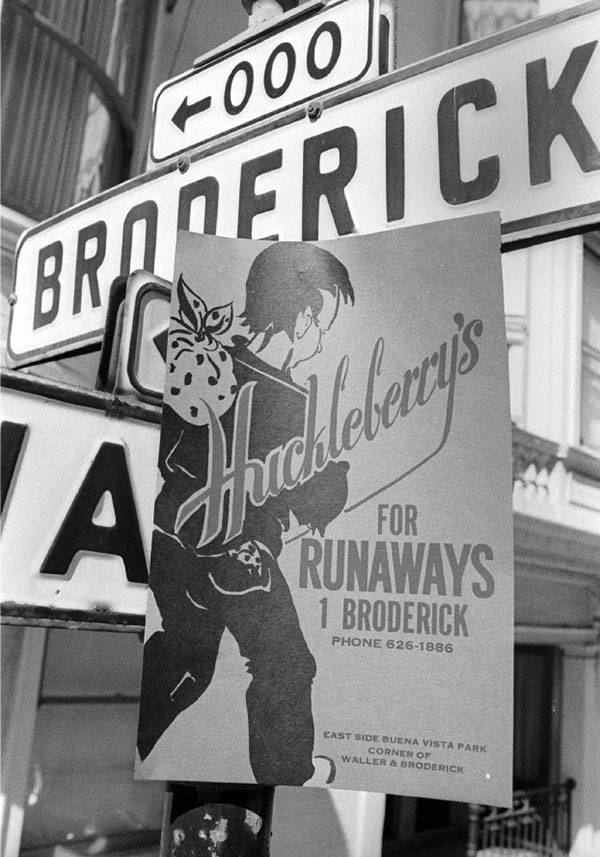 ← 000
BRODERICK
WA
Huckleberry's
FOR
RUNAWAYS
1 BRODERICK
PHONE 626-1886
EAST SIDE BUENA VISTA PARK
CORNER OF
WALLER & BRODERICK